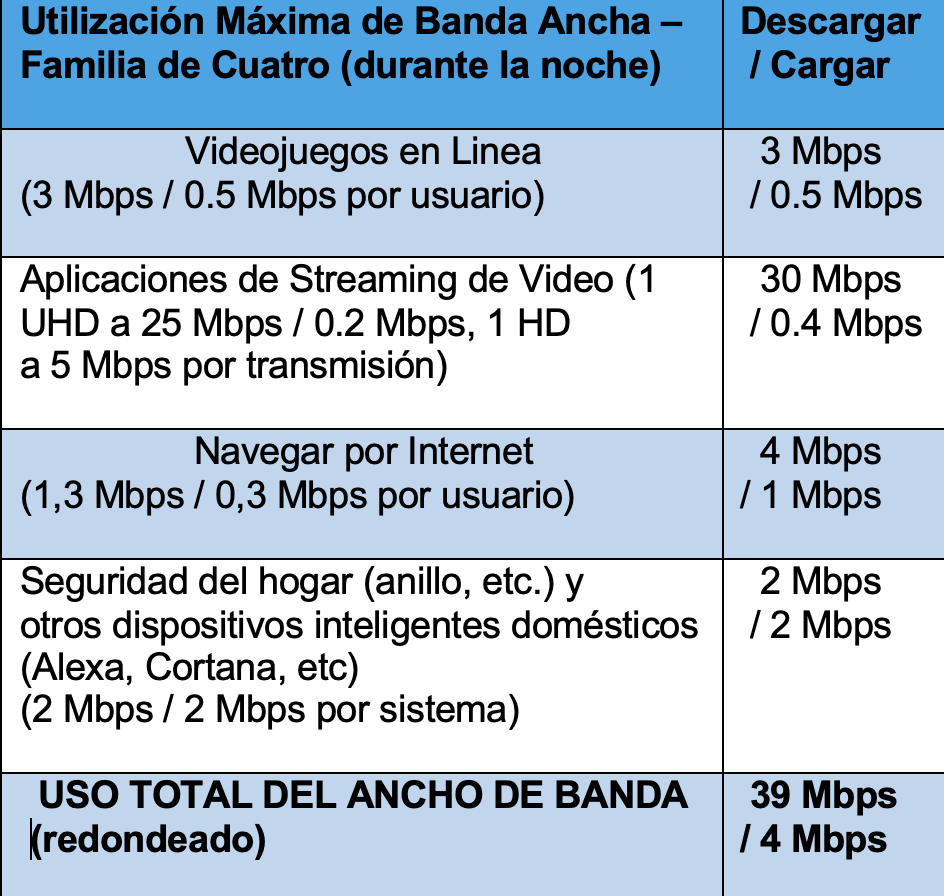 Utilización Máxima de Banda Ancha –
Familia de Cuatro (durante la noche)
Descargar
/ Cargar
Videojuegos en Linea
(3 Mbps / 0.5 Mbps por usuario)
3 Mbps
/ 0.5 Mbps
Aplicaciones de Streaming de Video (1
UHD a 25 Mbps / 0.2 Mbps, 1 HD
a 5 Mbps por transmisión)
30 Mbps
/ 0.4 Mbps
Navegar por Internet
(1,3 Mbps / 0,3 Mbps por usuario)
4 Mbps
/ 1 Mbps
Seguridad del hogar (anillo, etc.) y
otros dispositivos inteligentes domésticos
(Alexa, Cortana, etc)
(2 Mbps / 2 Mbps por sistema)
2 Mbps
/ 2 Mbps
USO TOTAL DEL ANCHO DE BANDA
(redondeado)
39 Mbps
/ 4 Mbps